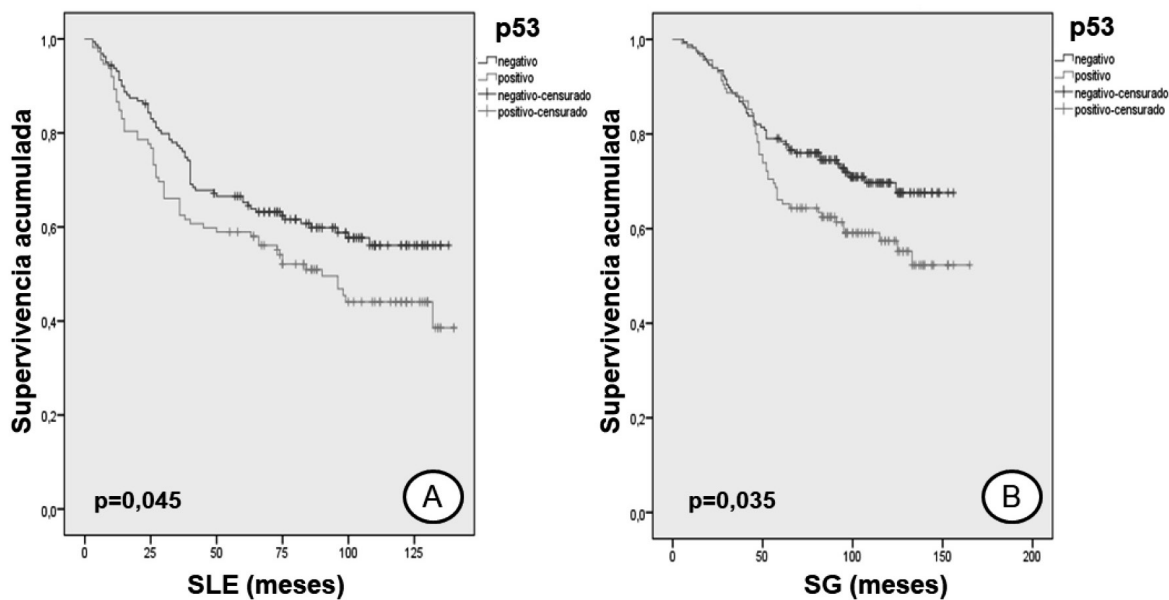 p53
negativo
positivo
negativo-censurado
positivo-censurado
Supervivencia acumulada
1,0
0,8
0,6
0,4
0,2
0,0
p=0,045
A
0 25 50 75 100 125
SLE (meses)
p53
negativo
positivo
negativo-censurado
positivo-censurado
Supervivencia acumulada
1,0
0,8
0,6
0,4
0,2
0,0
p=0,035
B
0 50 100 150 200
SG (meses)